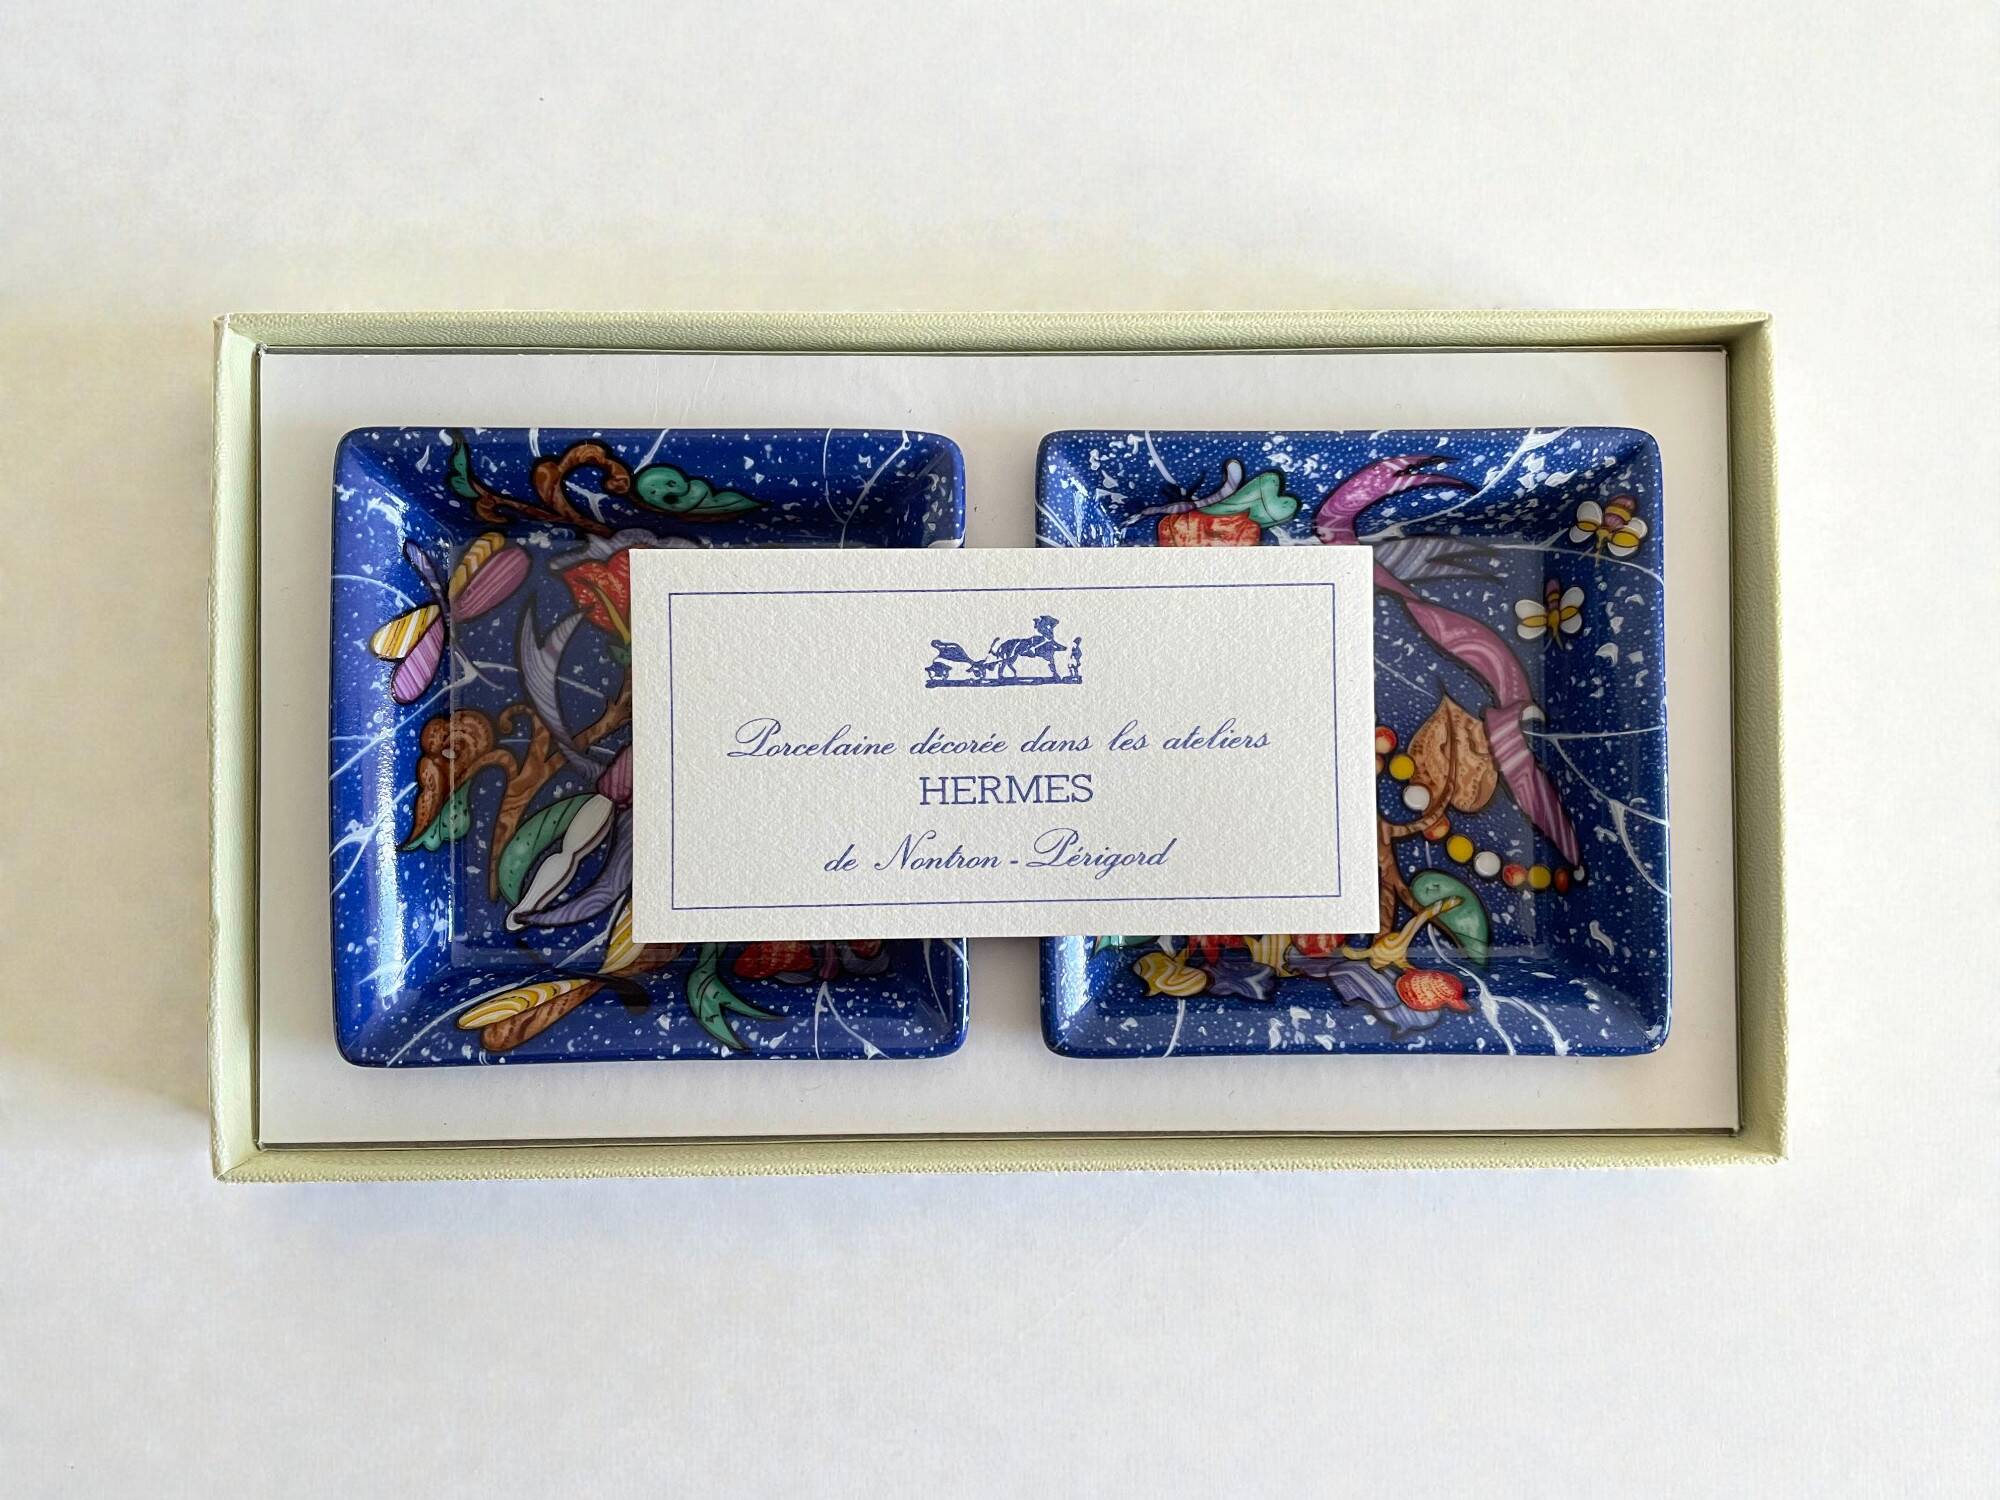 Porcelaine décorée dans les ateliers
HERMES
de Nontron - Périgord